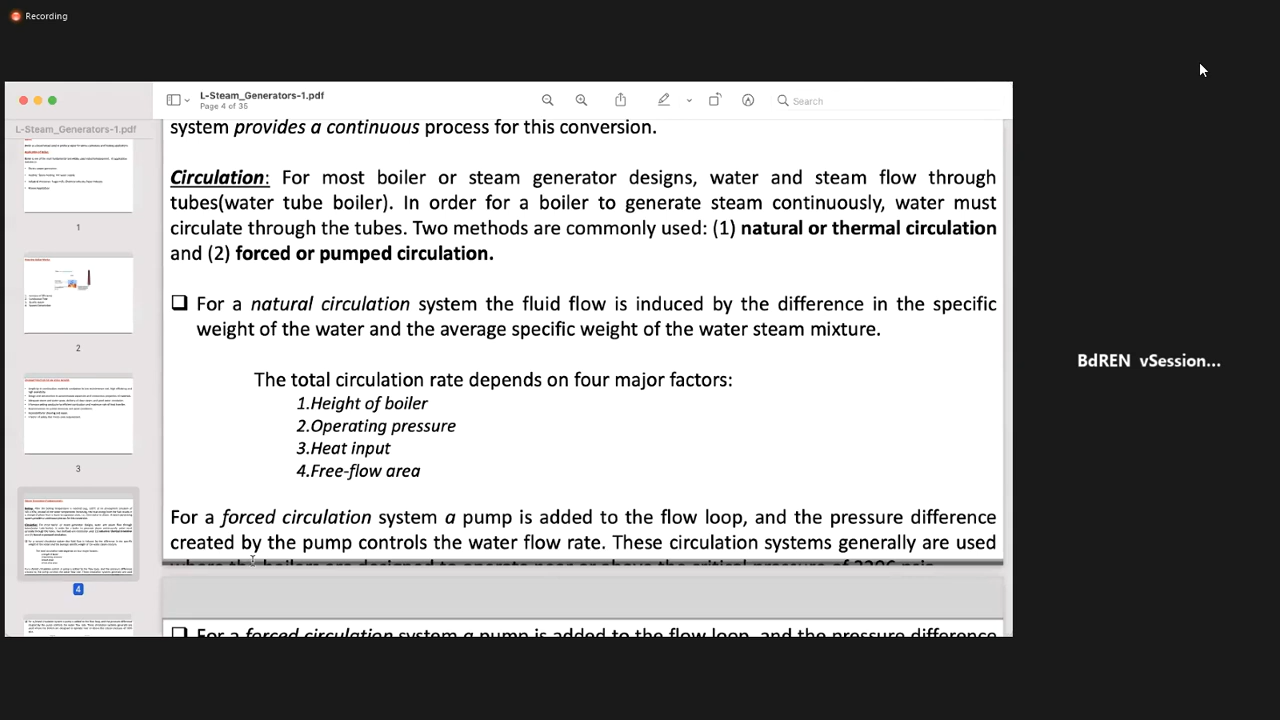 Recording
L-Steam_Generators-1.pdf
Page 4 of 35
Search
L-Steam_Generators-1.pdf
1
2
3
4
system provides a continuous process for this conversion.
Circulation: For most boiler or steam generator designs, water and steam flow through
tubes(water tube boiler). In order for a boiler to generate steam continuously, water must
circulate through the tubes. Two methods are commonly used: (1) natural or thermal circulation
and (2) forced or pumped circulation.
For a natural circulation system the fluid flow is induced by the difference in the specific
weight of the water and the average specific weight of the water steam mixture.
The total circulation rate depends on four major factors:
1.Height of boiler
2.Operating pressure
3.Heat input
4.Free-flow area
For a forced circulation system a pump is added to the flow loop, and the pressure difference
created by the pump controls the water flow rate. These circulation systems generally are used
For a forced circulation system a pump is added to the flow loop, and the pressure difference
BdREN vSession...